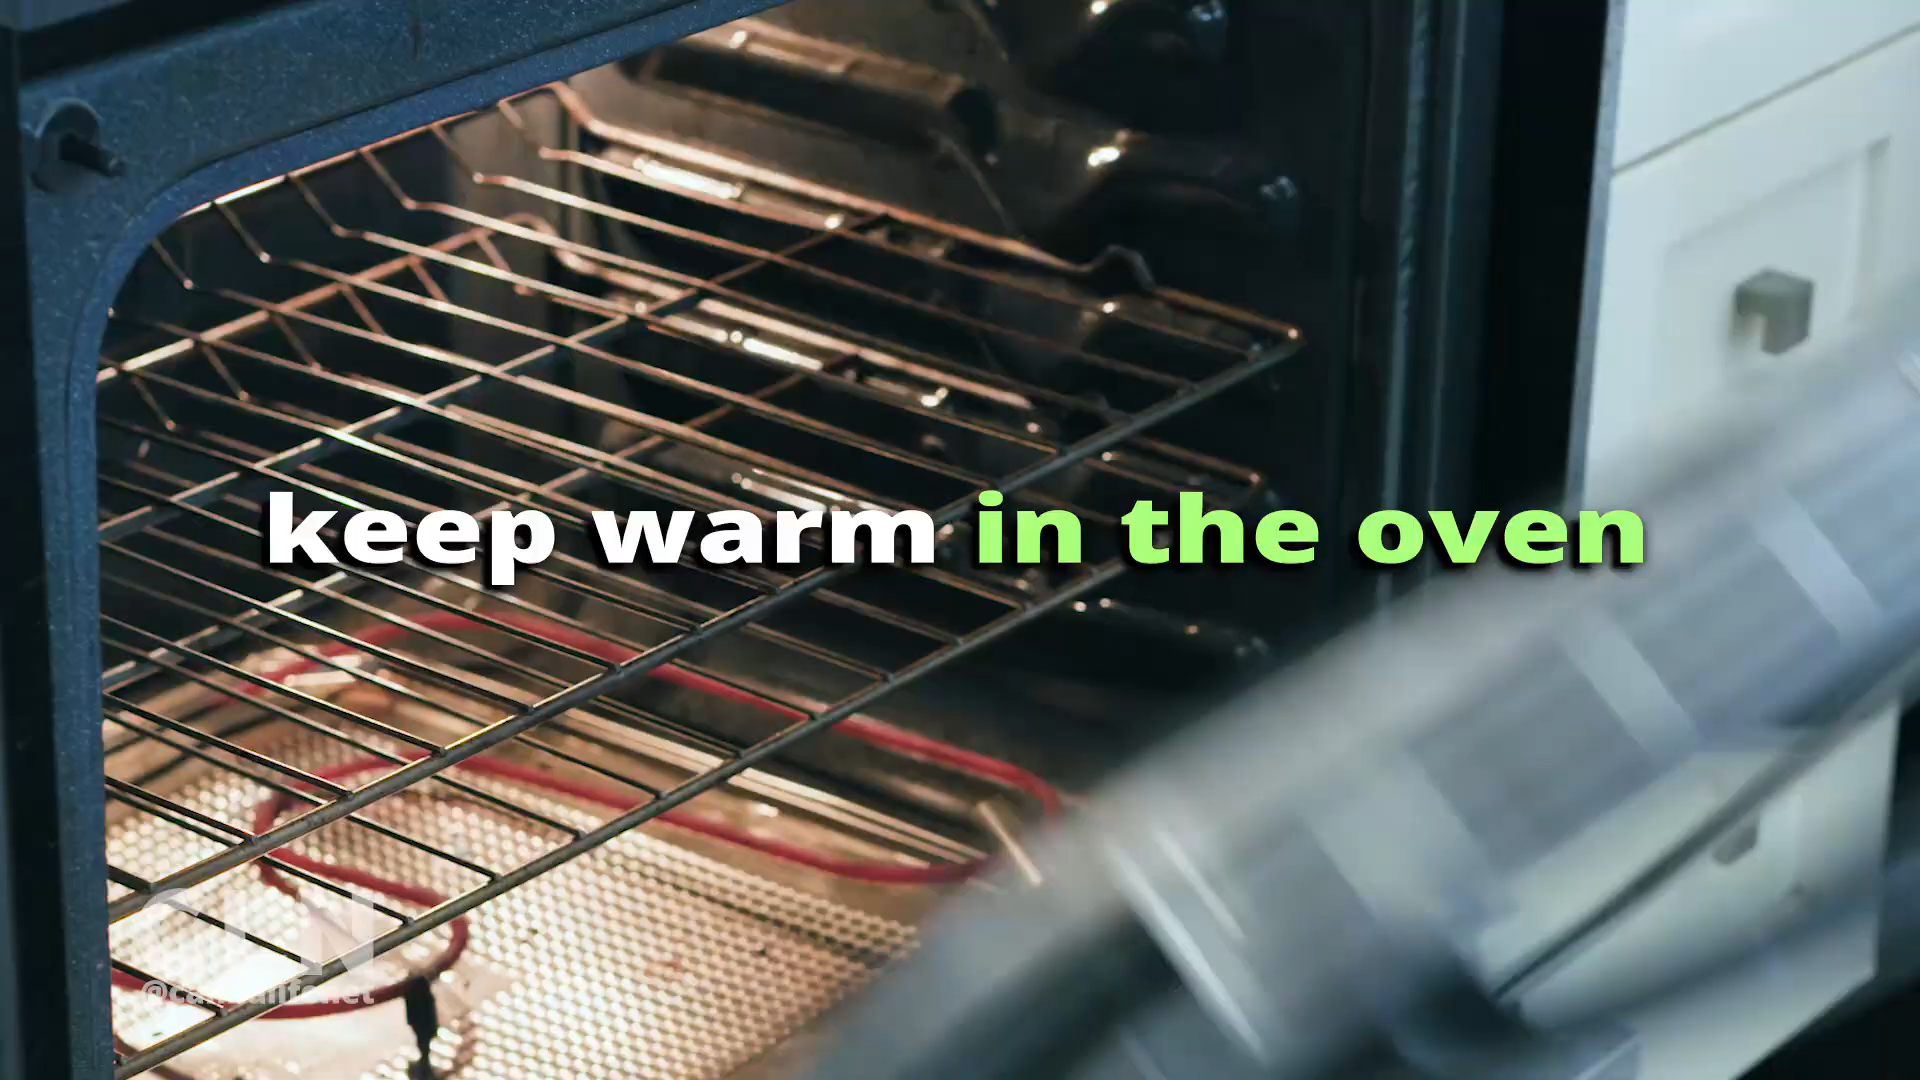 keep warm in the oven